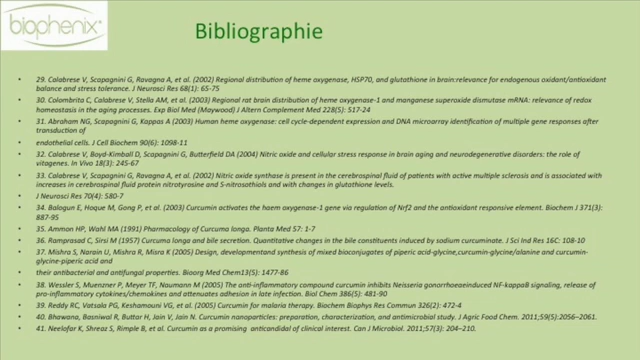 biophenix
Bibliographie
29. Calabrese V, Scapagnini G, Ravagna A, et al. (2002) Regional distribution of heme oxygenase, HSP70, and glutathione in brain:relevance for endogenous oxidant/antioxidant
balance and stress tolerance. J Neurosci Res 68(1): 65-75
30. Colombrita C, Calabrese V, Stella AM, et al. (2003) Regional rat brain distribution of heme oxygenase-1 and manganese superoxide dismutase mRNA: relevance of redox
homeostasis in the aging processes. Exp Biol Med (Maywood) J Altern Complement Med 228(5): 517-24
31. Abraham NG, Scapagnini G, Kappas A (2003) Human heme oxygenase: cell cycle-dependent expression and DNA microarray identification of multiple gene responses after
transduction of
endothelial cells. J Cell Biochem 90(6): 1098-11
32. Calabrese V, Boyd-Kimball D, Scapagnini G, Butterfield DA (2004) Nitric oxide and cellular stress response in brain aging and neurodegenerative disorders: the role of
vitagenes. In Vivo 18(3): 245-67
33. Calabrese V, Scapagnini G, Ravagna A, et al. (2002) Nitric oxide synthase is present in the cerebrospinal fluid of patients with active multiple sclerosis and is associated with
increases in cerebrospinal fluid protein nitrotyrosine and S-nitrosothiols and with changes in glutathione levels.
J Neurosci Res 70(4): 580-7
34. Balogun E, Hoque M, Gong P, et al. (2003) Curcumin activates the haem oxygenase-1 gene via regulation of Nrf2 and the antioxidant responsive element. Biochem J 371(3):
887-95
35. Ammon HP, Wahl MA (1991) Pharmacology of Curcuma longa. Planta Med 57: 1-7
36. Ramprasad C, Sirsi M (1957) Curcuma longa and bile secretion. Quantitative changes in the bile constituents induced by sodium curcuminate. J Sci Ind Res 16C: 108-10
37. Mishra S, Narain U, Mishra R, Misra K (2005) Design, developmentand synthesis of mixed bioconjugates of piperic acid-glycine,curcumin-glycine/alanine and curcumin-
glycine-piperic acid and
their antibacterial and antifungal properties. Bioorg Med Chem13(5): 1477-86
38. Wessler S, Muenzner P, Meyer TF, Naumann M (2005) The anti-inflammatory compound curcumin inhibits Neisseria gonorrhoeaeinduced NF-kappaB signaling, release of
pro-inflammatory cytokines/chemokines and attenuates adhesion in late infection. Biol Chem 386(5): 481-90
39. Reddy RC, Vatsala PG, Keshamouni VG, et al. (2005) Curcumin for malaria therapy. Biochem Biophys Res Commun 326(2): 472-4
40. Bhawana, Basniwal R, Buttar H, Jain V, Jain N. Curcumin nanoparticles: preparation, characterization, and antimicrobial study. J Agric Food Chem. 2011;59(5):2056–2061.
41. Neelofar K, Shreaz S, Rimple B, et al. Curcumin as a promising anticandidal of clinical interest. Can J Microbiol. 2011;57(3): 204–210.